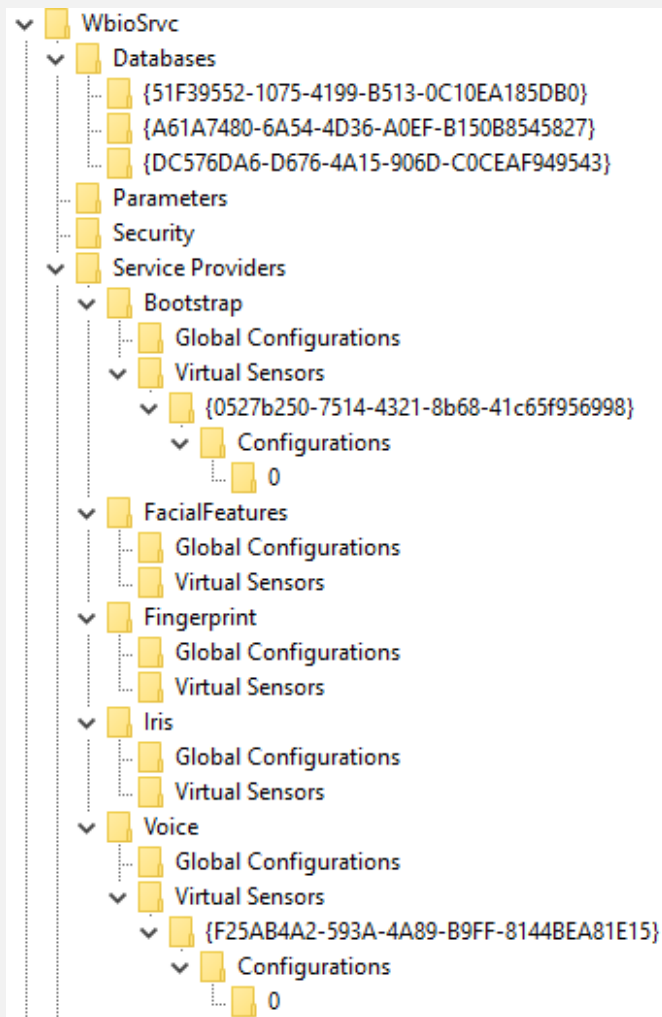 WbioSrvc
Databases
{51F39552-1075-4199-B513-0C10EA185DB0}
{A61A7480-6A54-4D36-A0EF-B150B8545827}
{DC576DA6-D676-4A15-906D-C0CEAF949543}
Parameters
Security
Service Providers
Bootstrap
Global Configurations
Virtual Sensors
{0527b250-7514-4321-8b68-41c65f956998}
Configurations
0
FacialFeatures
Global Configurations
Virtual Sensors
Fingerprint
Global Configurations
Virtual Sensors
Iris
Global Configurations
Virtual Sensors
Voice
Global Configurations
Virtual Sensors
{F25AB4A2-593A-4A89-B9FF-8144BEA81E15}
Configurations
0